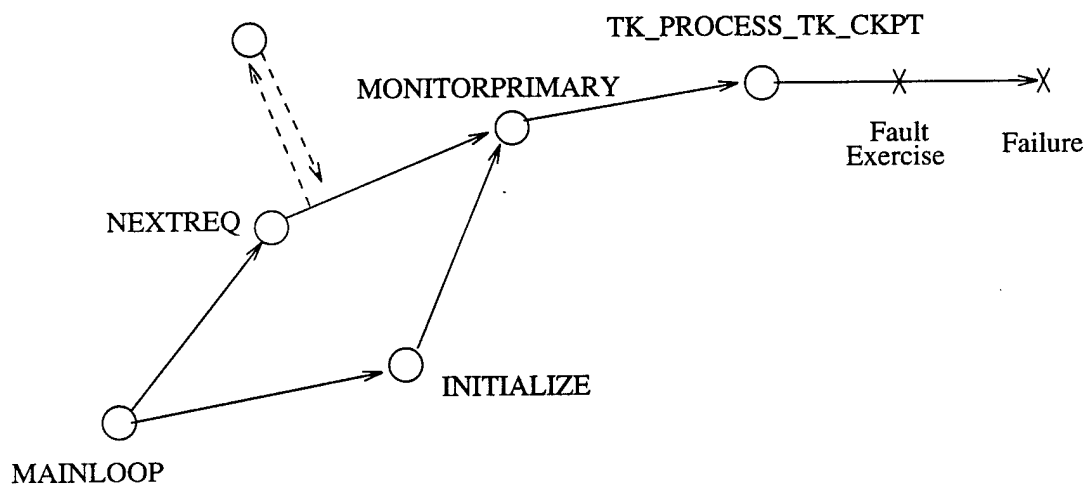 TK_PROCESS_TK_CKPT
MONITORPRIMARY
Fault
Exercise
Failure
NEXTREQ
INITIALIZE
MAINLOOP